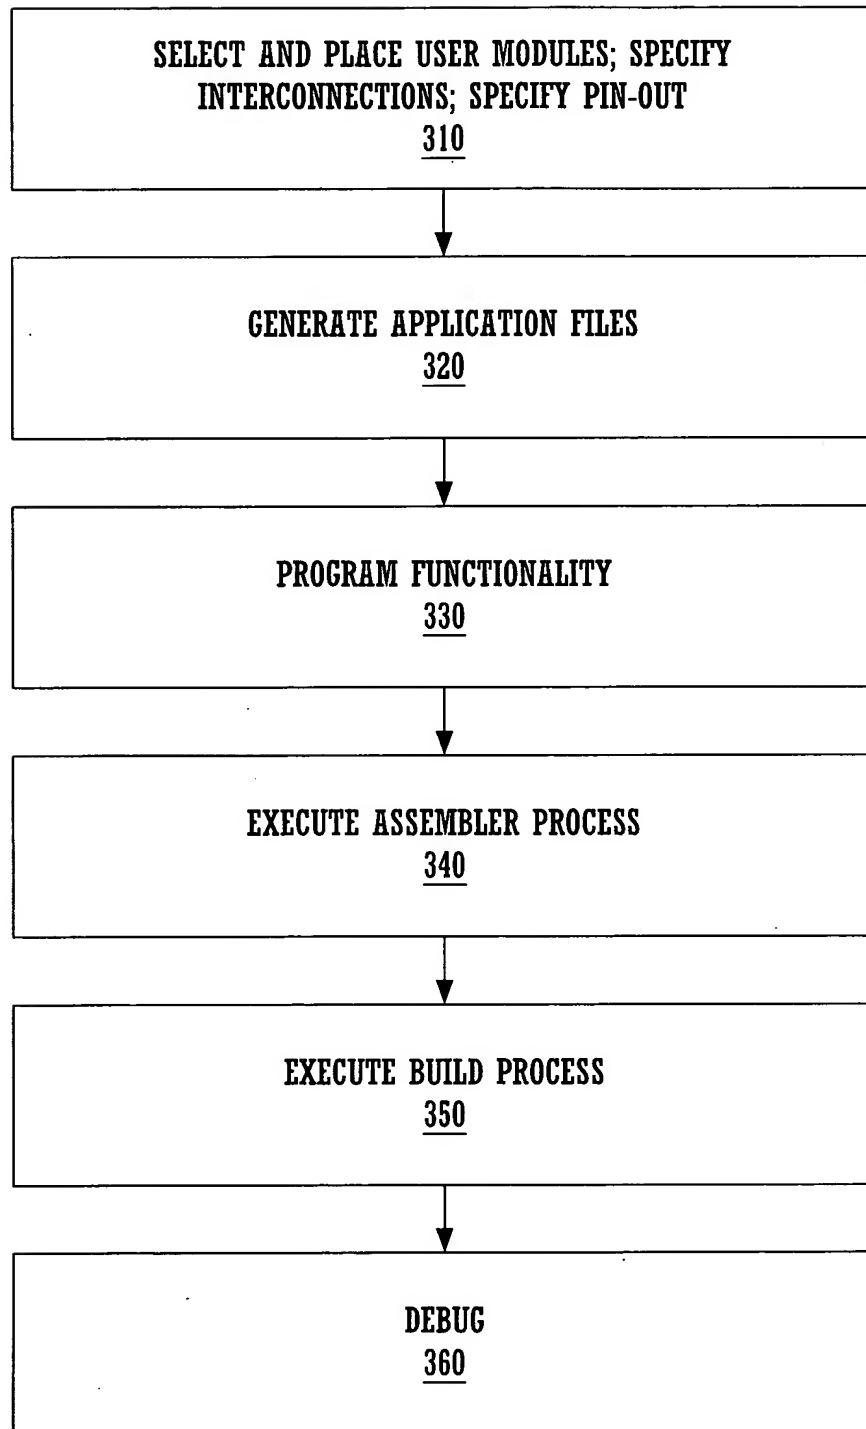 SELECT AND PLACE USER MODULES; SPECIFY
INTERCONNECTIONS; SPECIFY PIN-OUT
310
GENERATE APPLICATION FILES
320
PROGRAM FUNCTIONALITY
330
EXECUTE ASSEMBLER PROCESS
340
EXECUTE BUILD PROCESS
350
DEBUG
360